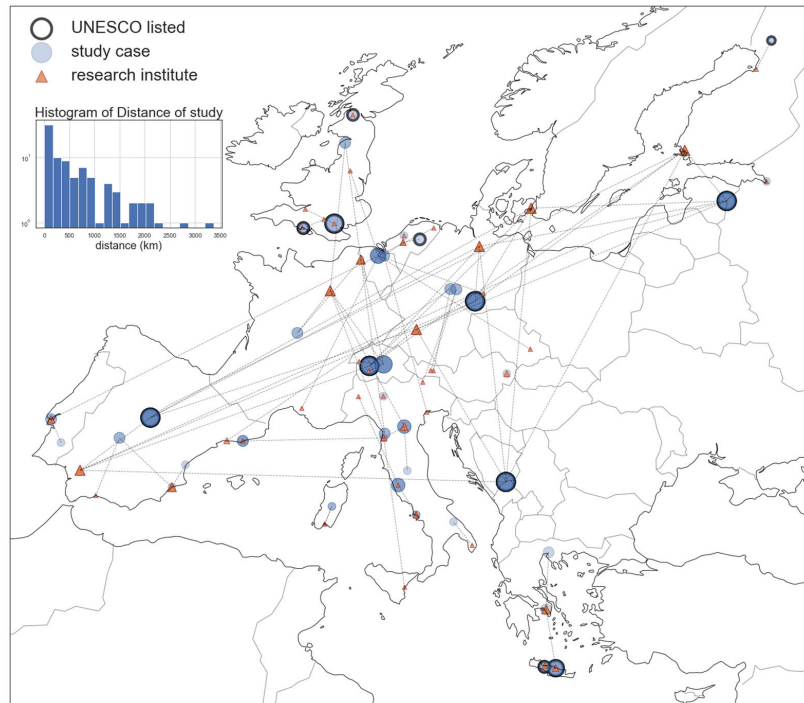 UNESCO listed
study case
research institute
Histogram of Distance of study
10¹
10⁰
0 500 1000 1500 2000 2500 3000 3500
distance (km)